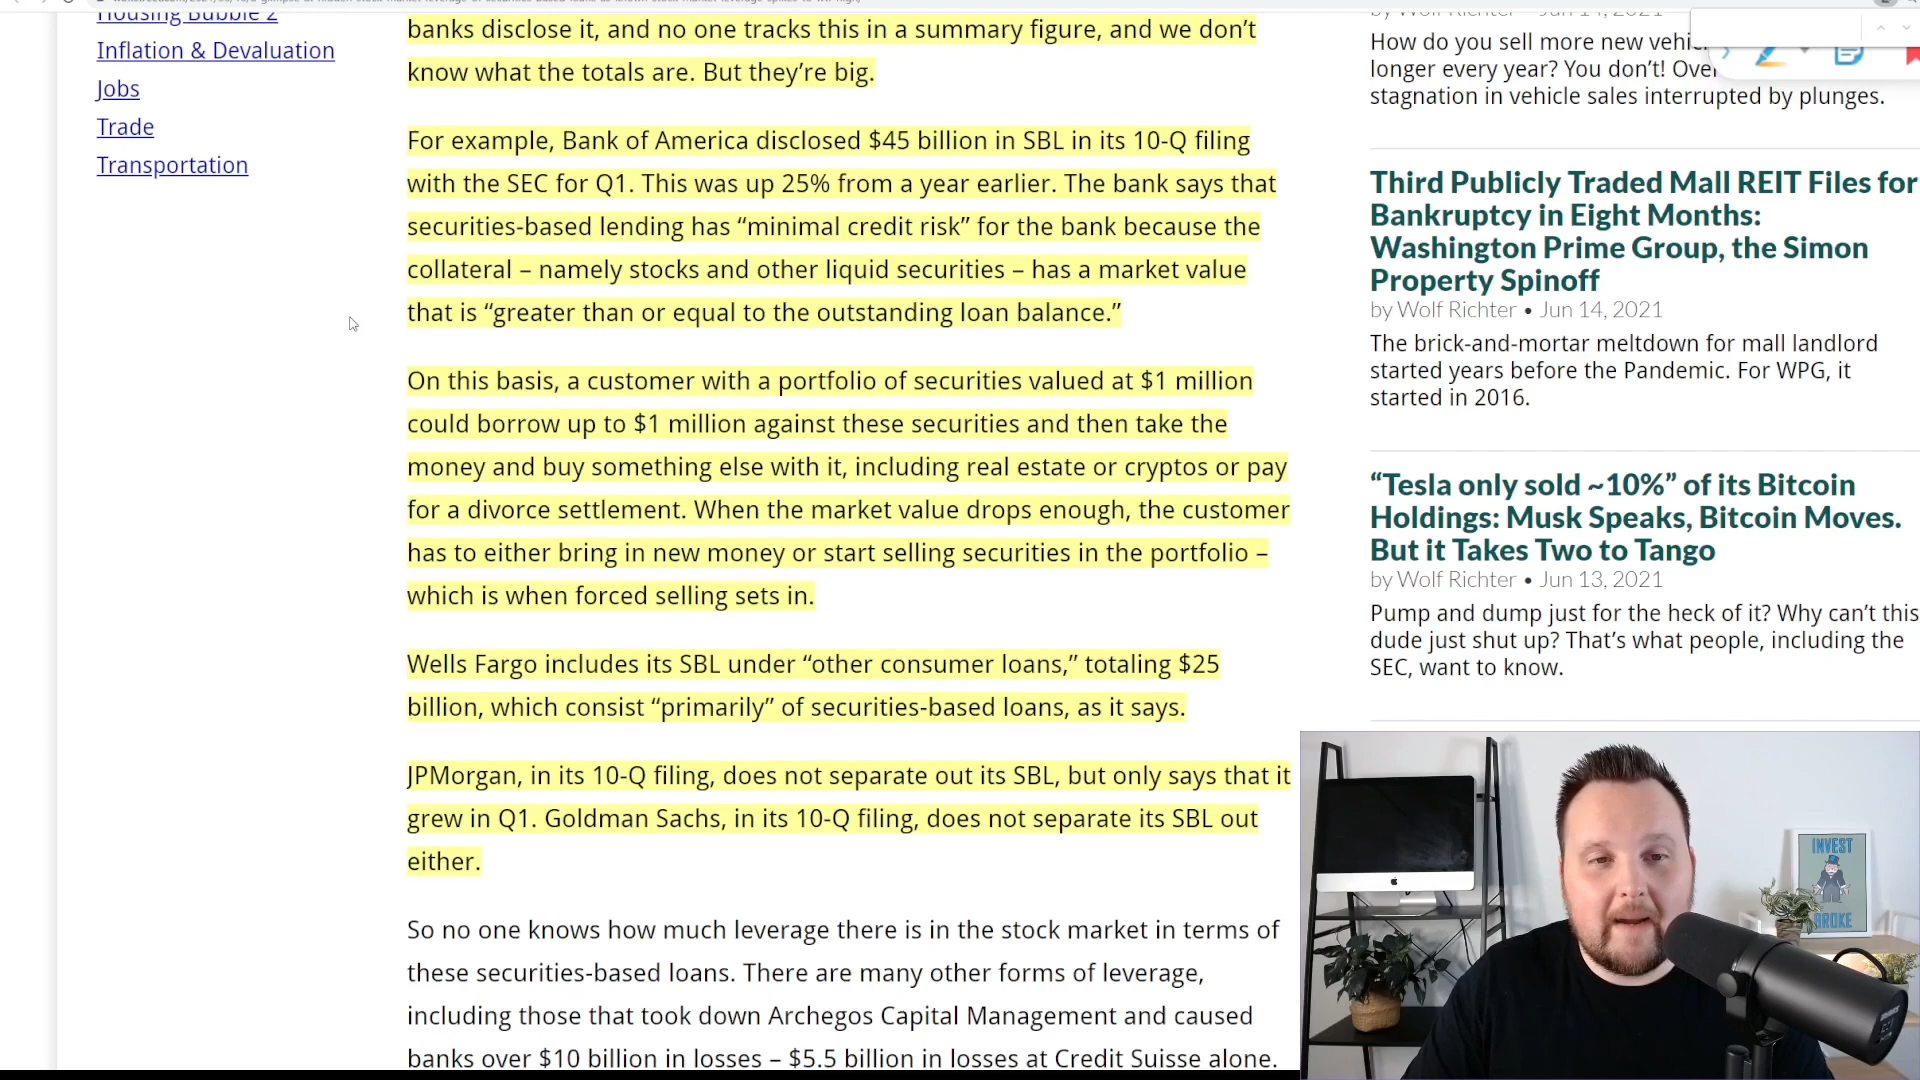 Housing Bubble 2
Inflation & Devaluation
Jobs
Trade
Transportation
banks disclose it, and no one tracks this in a summary figure, and we don’t
know what the totals are. But they’re big.
For example, Bank of America disclosed $45 billion in SBL in its 10-Q filing
with the SEC for Q1. This was up 25% from a year earlier. The bank says that
securities-based lending has “minimal credit risk” for the bank because the
collateral – namely stocks and other liquid securities – has a market value
that is “greater than or equal to the outstanding loan balance.”
On this basis, a customer with a portfolio of securities valued at $1 million
could borrow up to $1 million against these securities and then take the
money and buy something else with it, including real estate or cryptos or pay
for a divorce settlement. When the market value drops enough, the customer
has to either bring in new money or start selling securities in the portfolio –
which is when forced selling sets in.
Wells Fargo includes its SBL under “other consumer loans,” totaling $25
billion, which consist “primarily” of securities-based loans, as it says.
JPMorgan, in its 10-Q filing, does not separate out its SBL, but only says that it
grew in Q1. Goldman Sachs, in its 10-Q filing, does not separate its SBL out
either.
So no one knows how much leverage there is in the stock market in terms of
these securities-based loans. There are many other forms of leverage,
including those that took down Archegos Capital Management and caused
banks over $10 billion in losses – $5.5 billion in losses at Credit Suisse alone.
by Wolf Richter • Jun 14, 2021
How do you sell more new
longer every year? You don’t!
stagnation in vehicle sales interrupted by plunges.
Third Publicly Traded Mall REIT Files for
Bankruptcy in Eight Months:
Washington Prime Group, the Simon
Property Spinoff
by Wolf Richter • Jun 14, 2021
The brick-and-mortar meltdown for mall landlord
started years before the Pandemic. For WPG, it
started in 2016.
“Tesla only sold ~10%” of its Bitcoin
Holdings: Musk Speaks, Bitcoin Moves.
But it Takes Two to Tango
by Wolf Richter • Jun 13, 2021
Pump and dump just for the heck of it? Why can’t this
dude just shut up? That’s what people, including the
SEC, want to know.
INVEST
BROKE